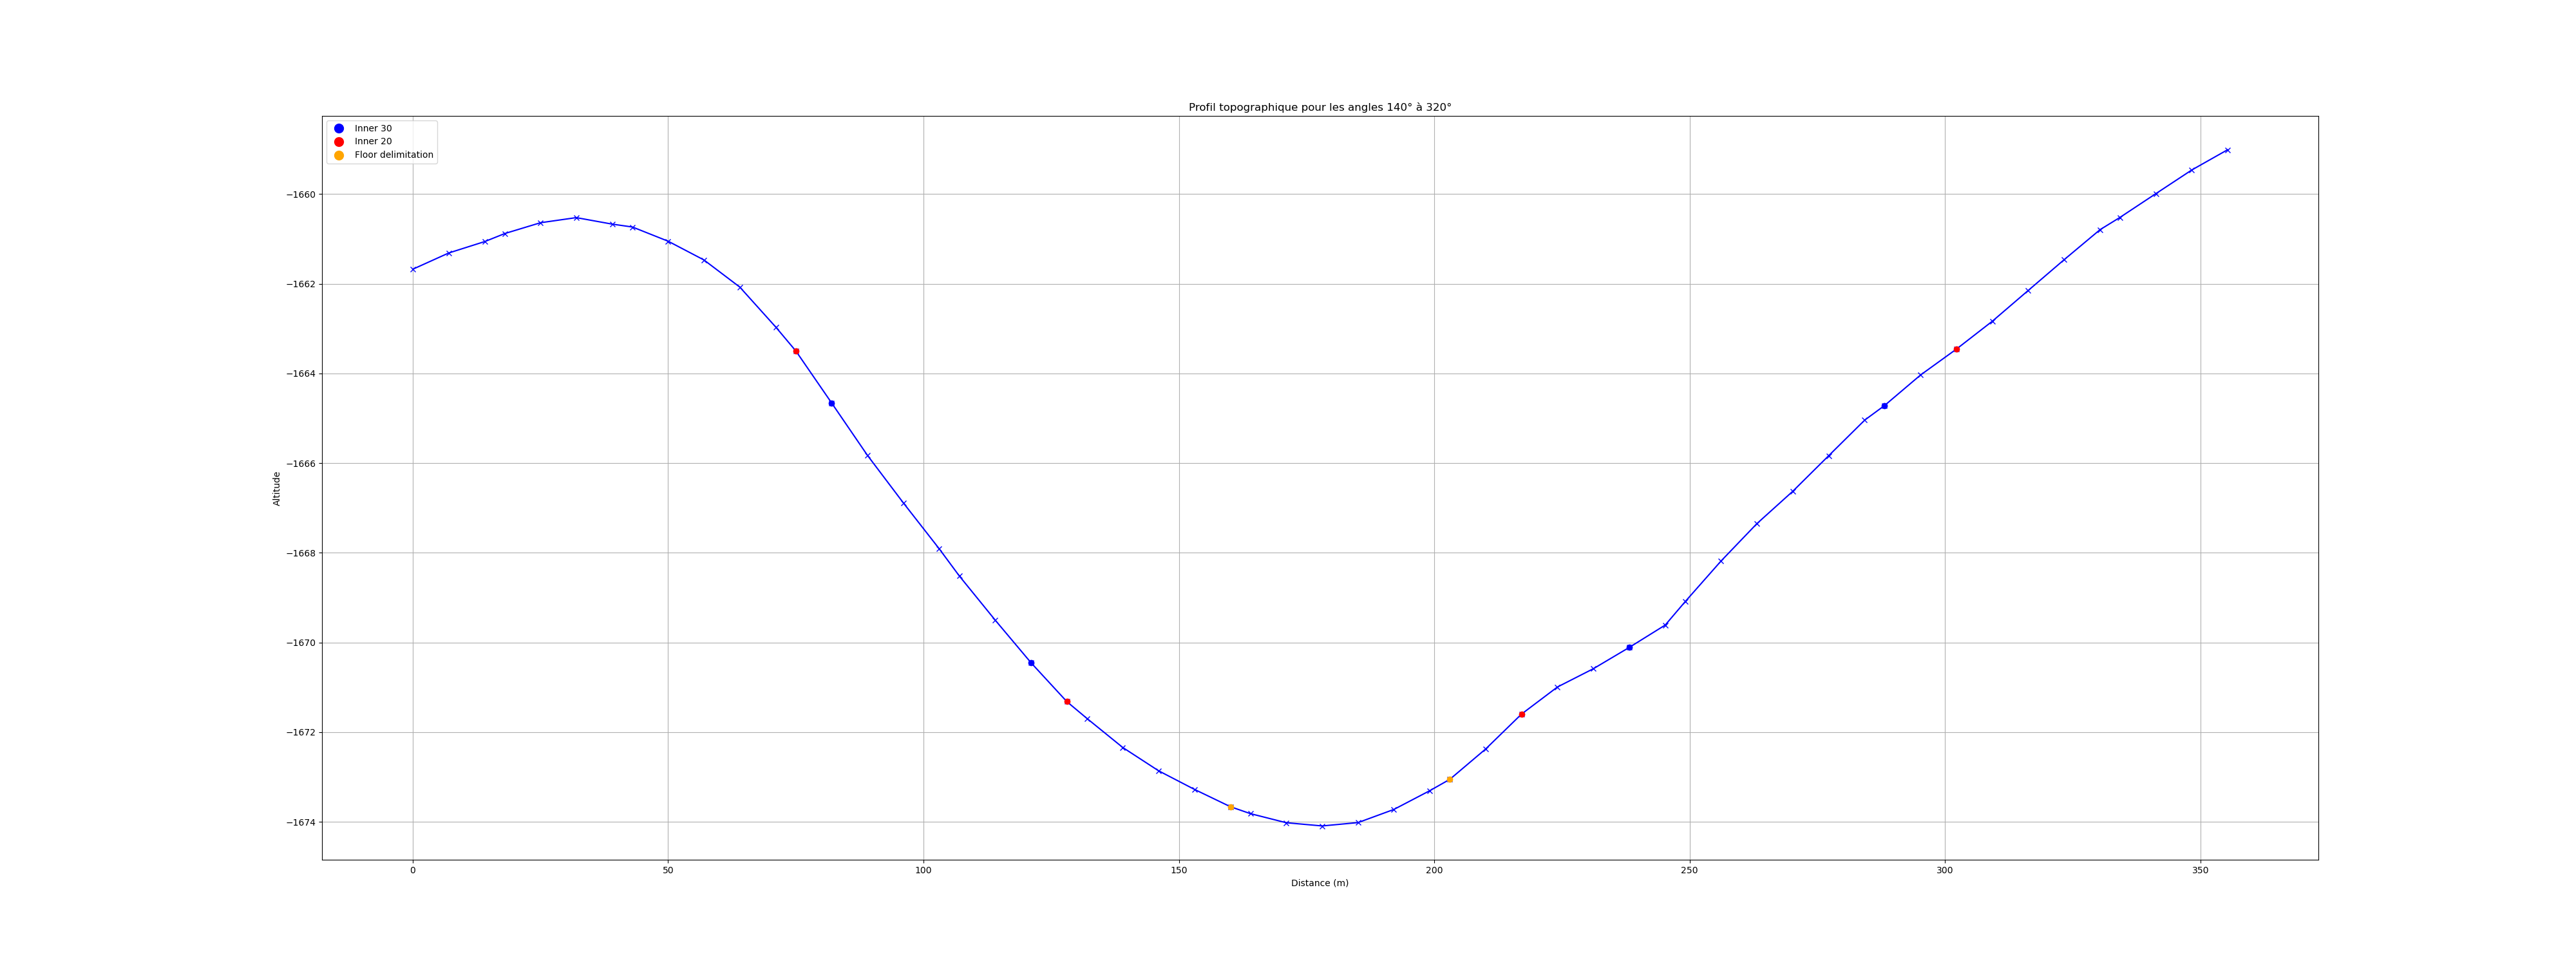 Profil topographique pour les angles 140° à 320°
Inner 30
Inner 20
Floor delimitation
−1660
−1662
−1664
−1666
−1668
−1670
−1672
−1674
Altitude
0 50 100 150 200 250 300 350
Distance (m)